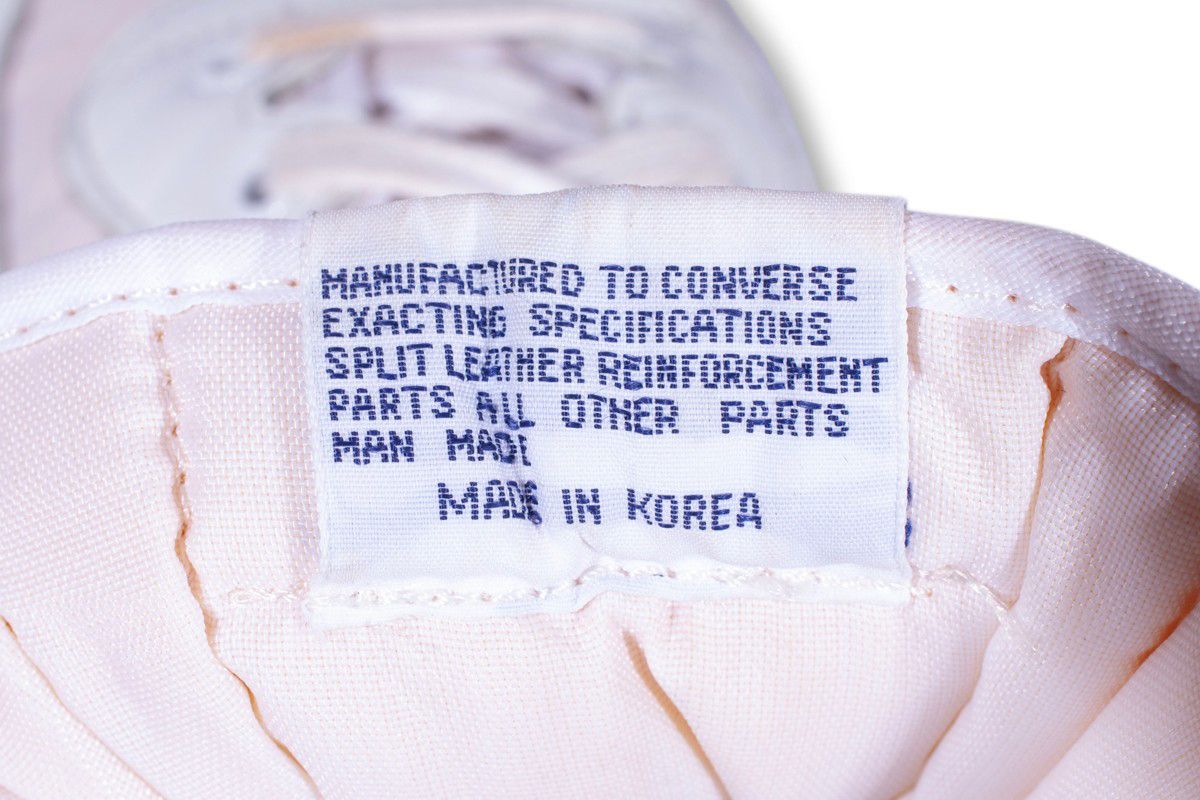 MANUFACTURED TO CONVERSE
EXACTING SPECIFICATIONS
SPLIT LEATHER REINFORCEMENT
PARTS ALL OTHER PARTS
MAN MADE
MADE IN KOREA